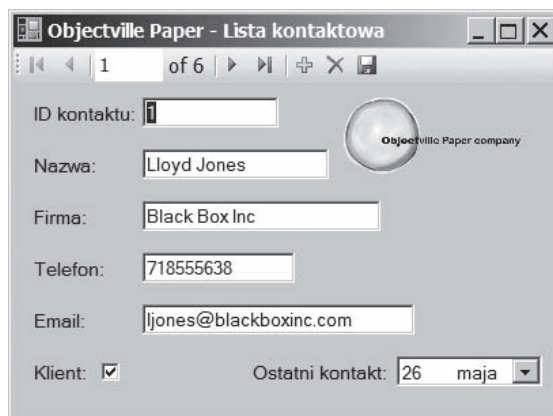 Objectville Paper - Lista kontaktowa
1 of 6
ID kontaktu: 1
Objectville Paper company
Nazwa: Lloyd Jones
Firma: Black Box Inc
Telefon: 718555638
Email: ljones@blackboxinc.com
Klient: Ostatni kontakt: 26 maja